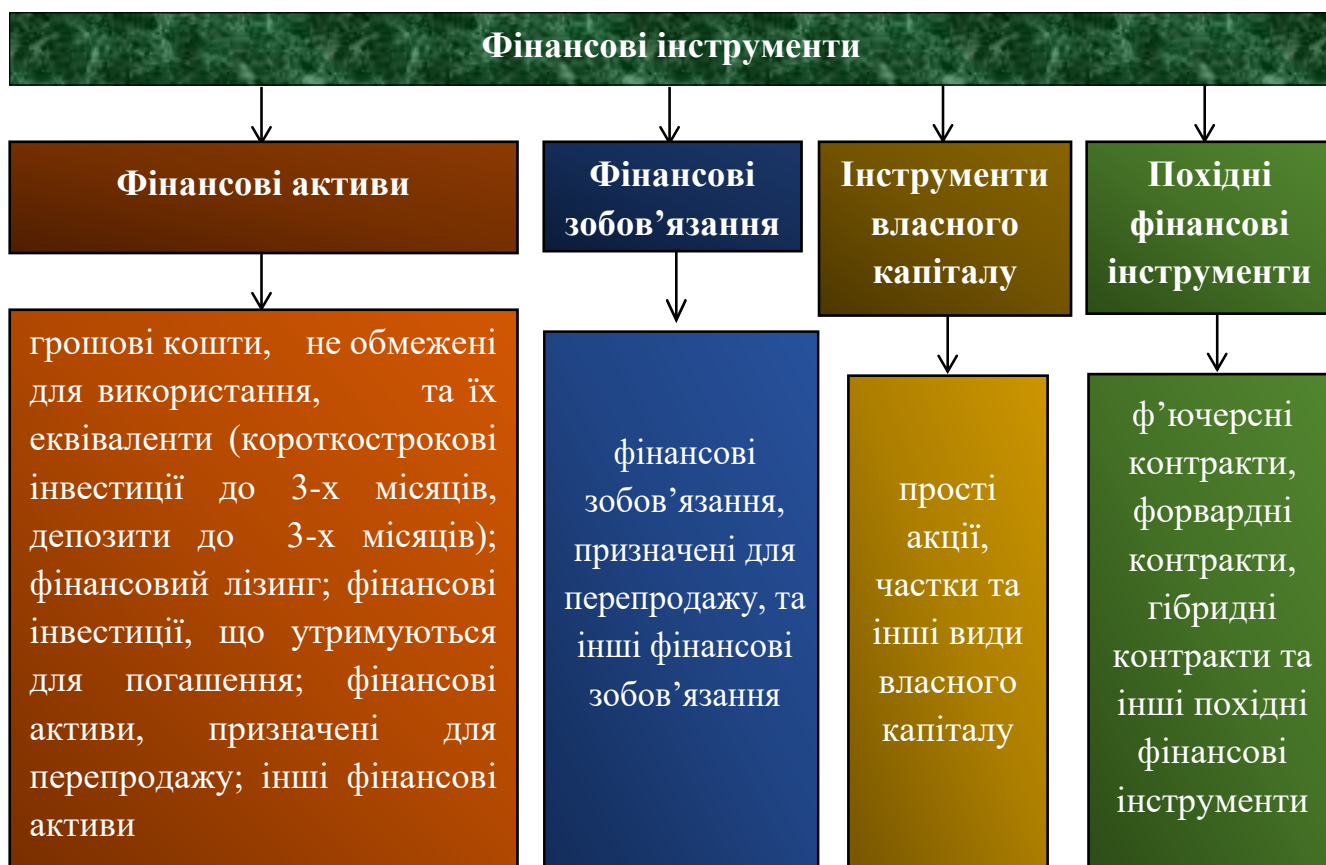 Фінансові інструменти
Фінансові активи
Фінансові
зобов’язання
Інструменти
власного
капіталу
Похідні
фінансові
інструменти
грошові кошти, не обмежені
для використання, та їх
еквіваленти (короткострокові
інвестиції до 3-х місяців,
депозити до 3-х місяців);
фінансовий лізинг; фінансові
інвестиції, що утримуються
для погашення; фінансові
активи, призначені для
перепродажу; інші фінансові
активи
фінансові
зобов’язання,
призначені для
перепродажу, та
інші фінансові
зобов’язання
прості
акції,
частки та
інші види
власного
капіталу
ф’ючерсні
контракти,
форвардні
контракти,
гібридні
контракти та
інші похідні
фінансові
інструменти